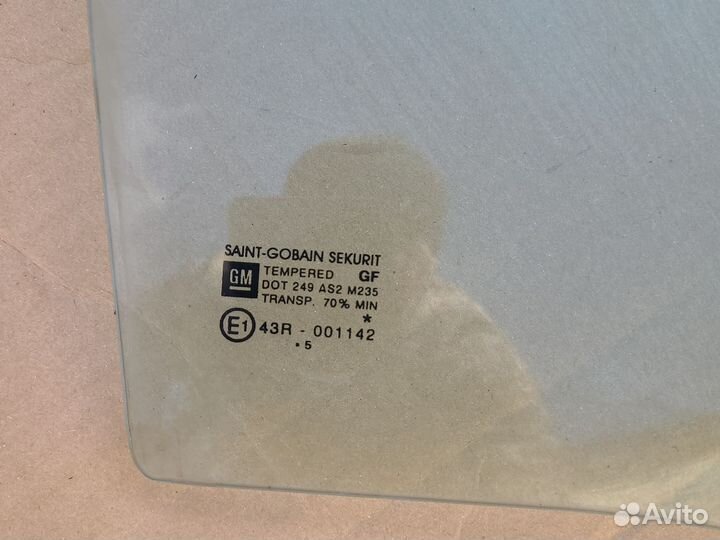 SAINT-GOBAIN SEKURIT
GM TEMPERED GF
DOT 249 AS2 M235
TRANSP. 70% MIN
*
E1 43R - 001142
• 5
Avito